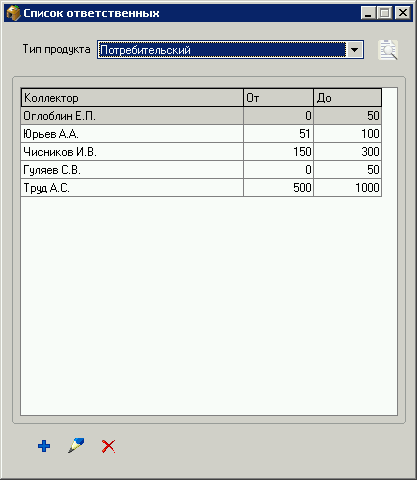 Список ответственных
Тип продукта Потребительский
Коллектор От До
Оглоблин Е.П. 0 50
Юрьев А.А. 51 100
Чисников И.В. 150 300
Гуляев С.В. 0 50
Труд А.С. 500 1000